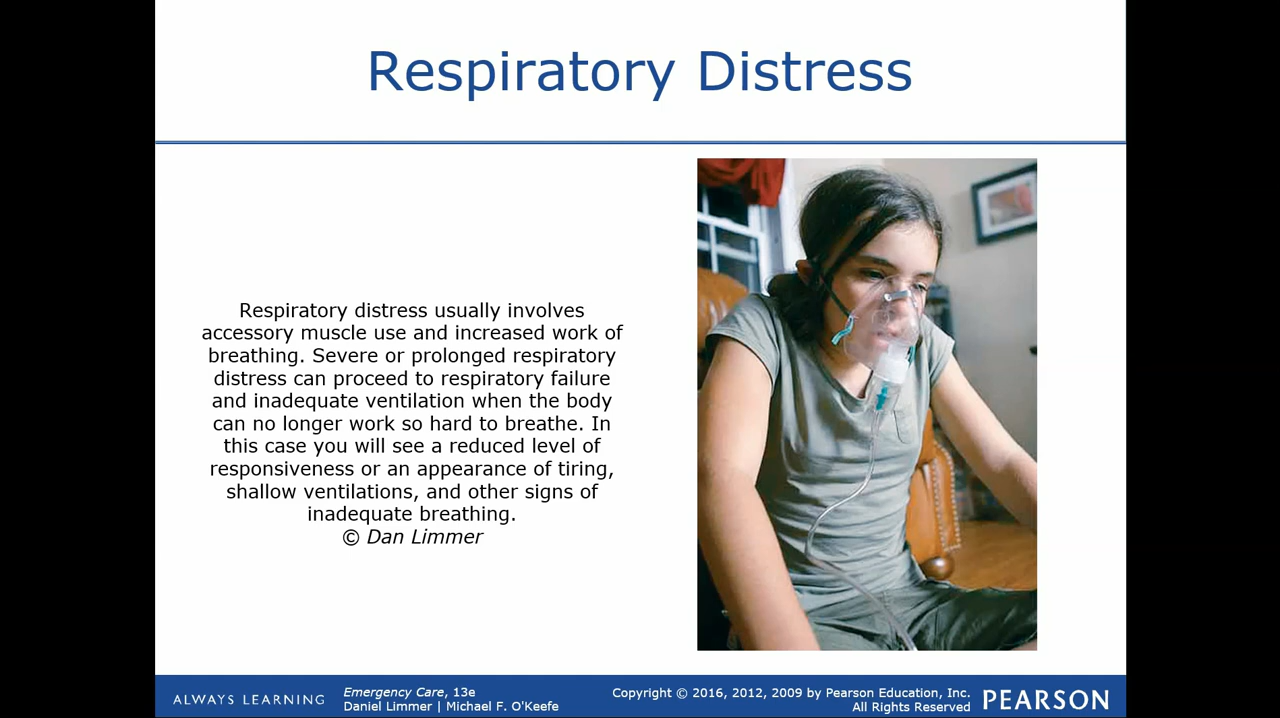 Respiratory Distress
Respiratory distress usually involves
accessory muscle use and increased work of
breathing. Severe or prolonged respiratory
distress can proceed to respiratory failure
and inadequate ventilation when the body
can no longer work so hard to breathe. In
this case you will see a reduced level of
responsiveness or an appearance of tiring,
shallow ventilations, and other signs of
inadequate breathing.
© Dan Limmer
ALWAYS LEARNING
Emergency Care, 13e
Daniel Limmer | Michael F. O'Keefe
Copyright © 2016, 2012, 2009 by Pearson Education, Inc.
All Rights Reserved
PEARSON